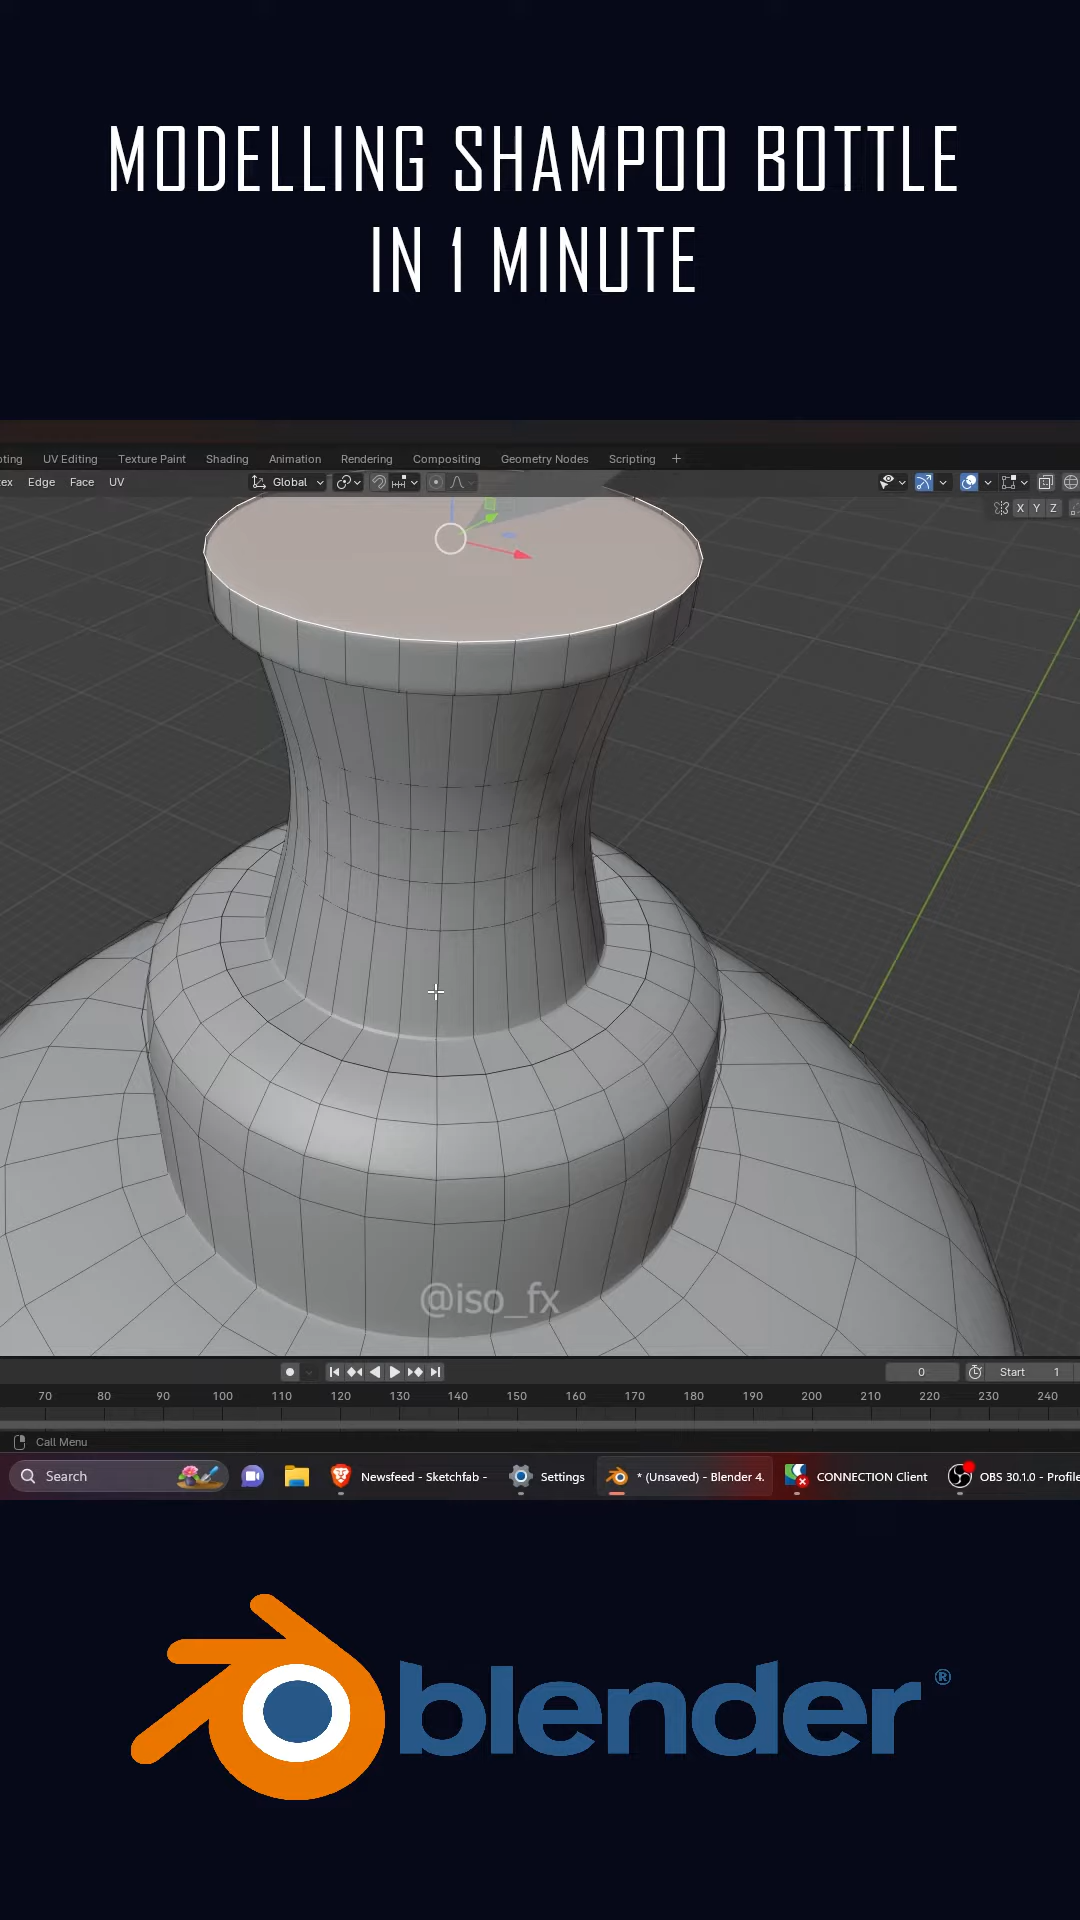 MODELLING SHAMPOO BOTTLE
IN 1 MINUTE
UV Editing Texture Paint Shading Animation Rendering Compositing Geometry Nodes Scripting +
Edge Face UV Global
X Y Z
@iso_fx
0 Start 1
70 80 90 100 110 120 130 140 150 160 170 180 190 200 210 220 230 240
Call Menu
Search Newsfeed - Sketchfab - Settings * (Unsaved) - Blender 4. CONNECTION Client OBS 30.1.0 - Profile
blender®